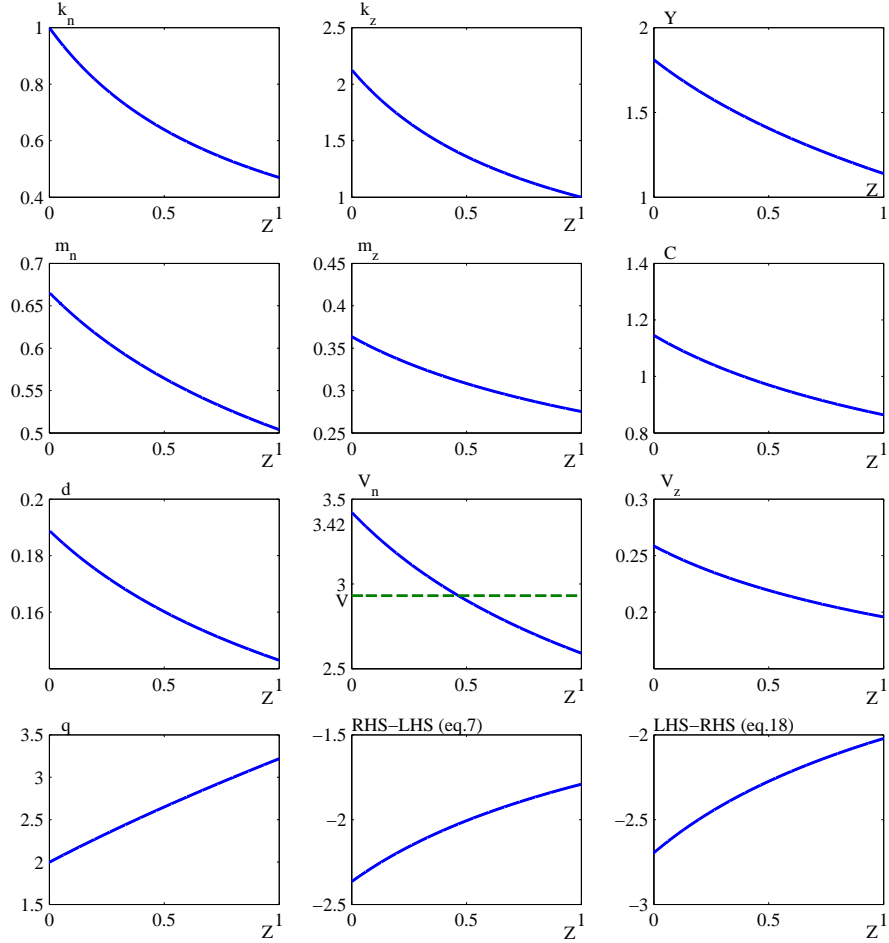 k_n
1
0.8
0.6
0.4
0 0.5 1
Z
k_z
2.5
2
1.5
1
0 0.5 1
Z
Y
2
1.5
1
0 0.5 1
Z
m_n
0.7
0.65
0.6
0.55
0.5
0 0.5 1
Z
m_z
0.45
0.4
0.35
0.3
0.25
0 0.5 1
Z
C
1.4
1.2
1
0.8
0 0.5 1
Z
d
0.2
0.18
0.16
0 0.5 1
Z
V_n
3.5
3.42
3
V
2.5
0 0.5 1
Z
V_z
0.3
0.25
0.2
0 0.5 1
Z
q
3.5
3
2.5
2
1.5
0 0.5 1
Z
RHS−LHS (eq.7)
−1.5
−2
−2.5
0 0.5 1
Z
LHS−RHS (eq.18)
−2
−2.5
−3
0 0.5 1
Z